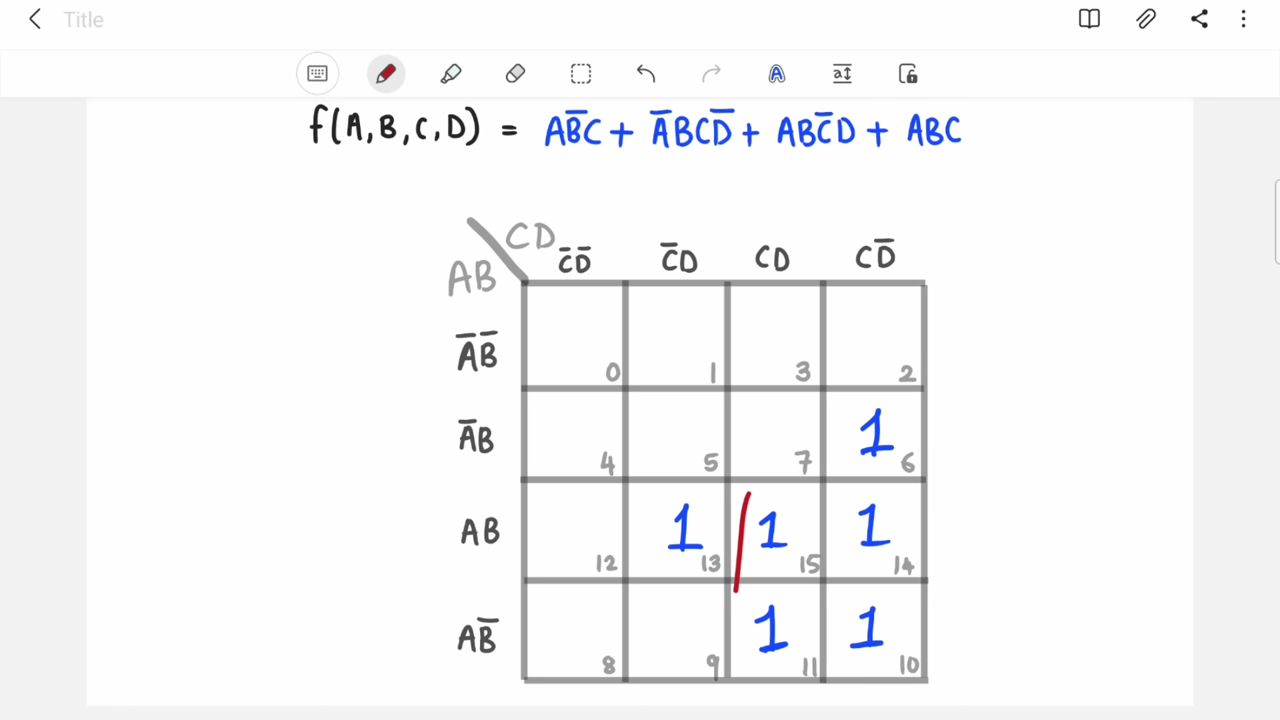 Title
f(A,B,C,D) = AB̅C + A̅BCD̅ + ABC̅D + ABC
CD
AB
C̅D̅ C̅D CD CD̅
A̅B̅ 0 1 3 2
A̅B 4 5 7 1 6
AB 12 1 13 1 15 1 14
AB̅ 8 9 1 11 1 10